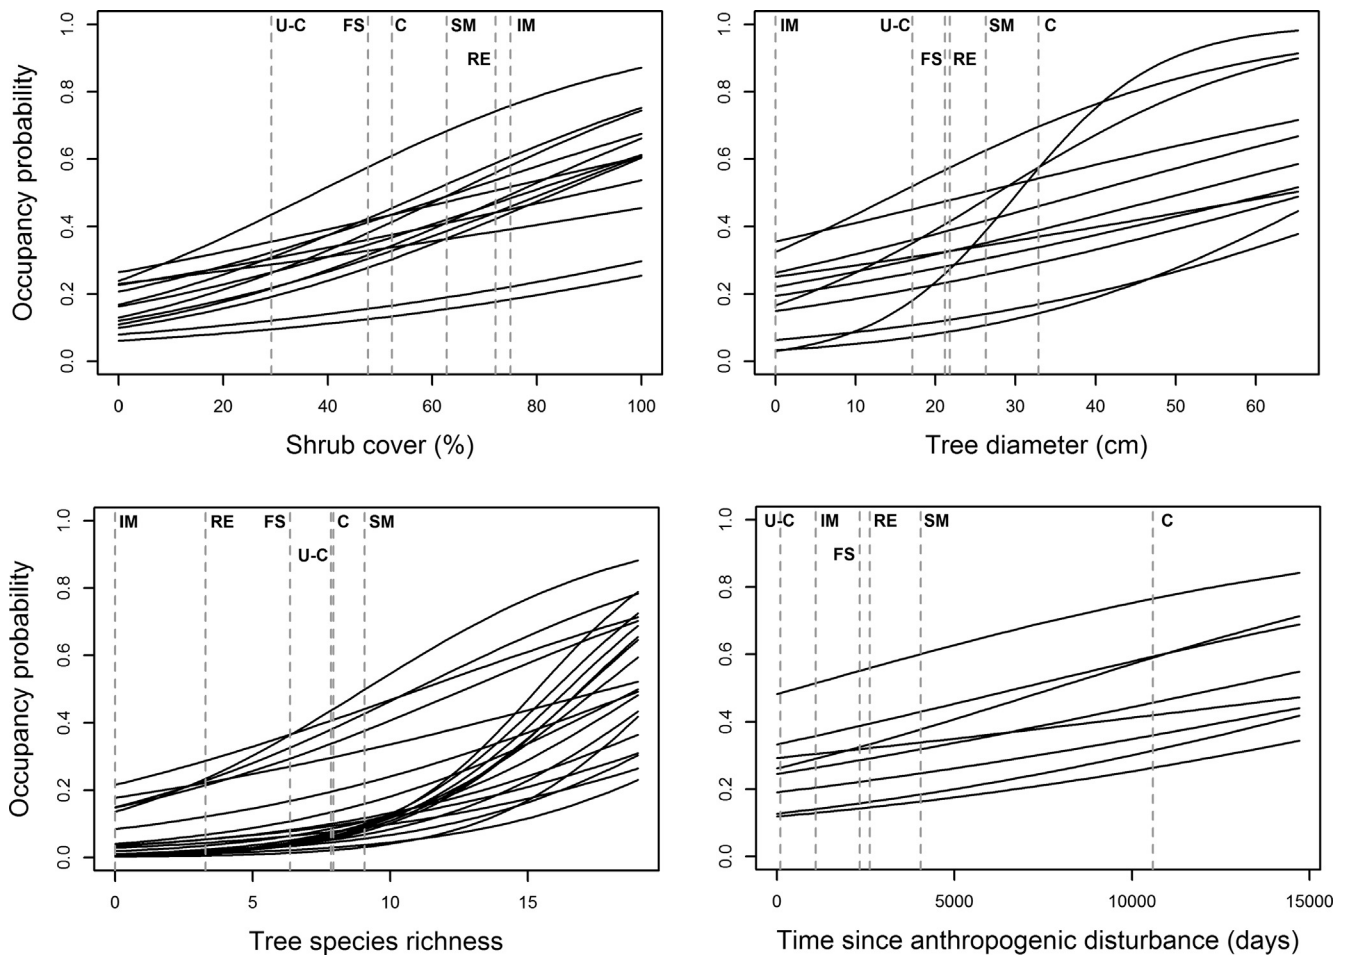 U-C FS C SM IM
RE
1.0
0.8
0.6
0.4
0.2
0.0
Occupancy probability
0 20 40 60 80 100
Shrub cover (%)
IM U-C SM C
FS RE
1.0
0.8
0.6
0.4
0.2
0.0
Occupancy probability
0 10 20 30 40 50 60
Tree diameter (cm)
IM RE FS C SM
U-C
1.0
0.8
0.6
0.4
0.2
0.0
Occupancy probability
0 5 10 15
Tree species richness
U-C IM RE SM C
FS
1.0
0.8
0.6
0.4
0.2
0.0
Occupancy probability
0 5000 10000 15000
Time since anthropogenic disturbance (days)